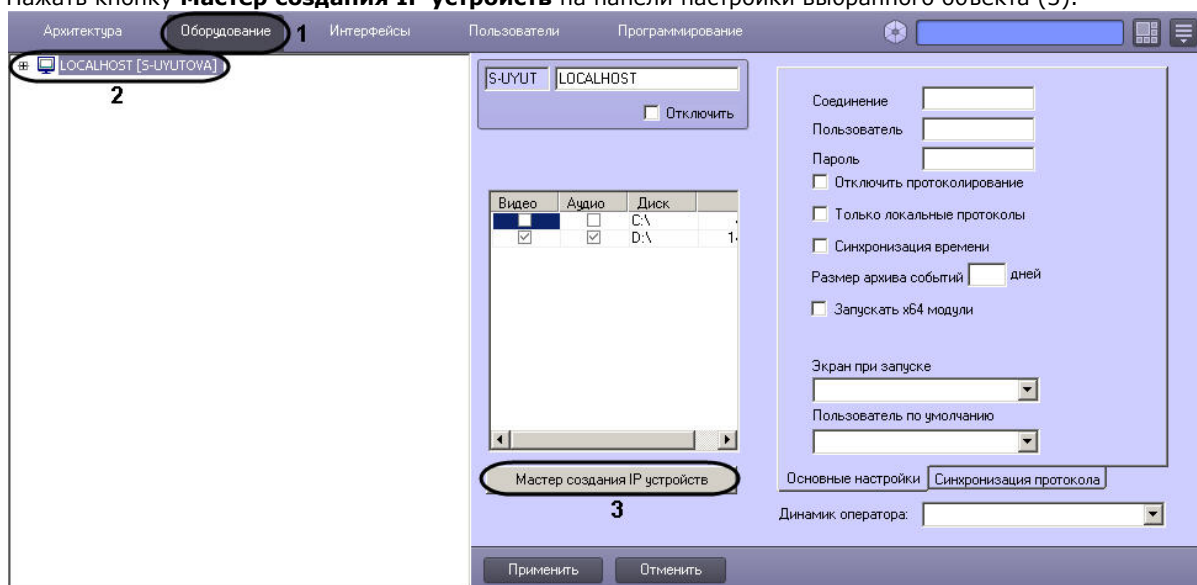 Нажать кнопку Мастер создания IP устройств на панели настройки выбранного объекта (3).
Архитектура Оборудование 1 Интерфейсы Пользователи Программирование
LOCALHOST [S-UYUTOVA]
2
S-UYUT LOCALHOST
Отключить
Видео Аудио Диск
C:\
D:\ 1
Мастер создания IP устройств
3
Соединение
Пользователь
Пароль
Отключить протоколирование
Только локальные протоколы
Синхронизация времени
Размер архива событий дней
Запускать x64 модули
Экран при запуске
Пользователь по умолчанию
Основные настройки Синхронизация протокола
Динамик оператора:
Применить Отменить